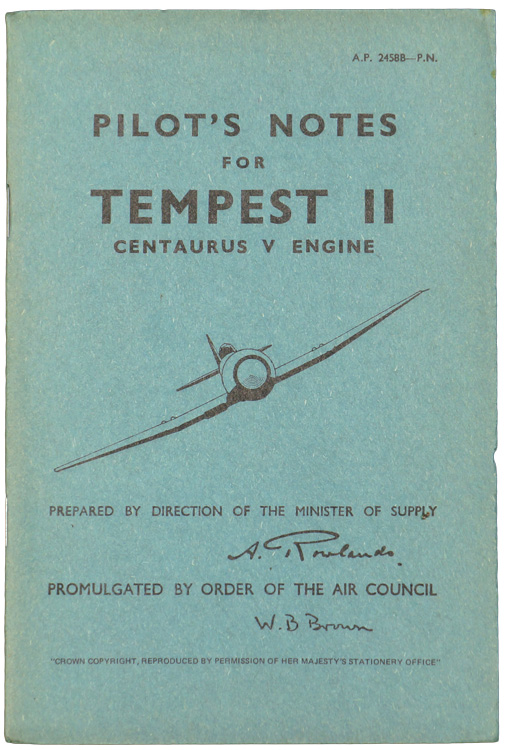 A.P. 2458B—P.N.
PILOT'S NOTES
FOR
TEMPEST II
CENTAURUS V ENGINE
PREPARED BY DIRECTION OF THE MINISTER OF SUPPLY
A. Rowlands.
PROMULGATED BY ORDER OF THE AIR COUNCIL
W. B Brown
"CROWN COPYRIGHT, REPRODUCED BY PERMISSION OF HER MAJESTY'S STATIONERY OFFICE"